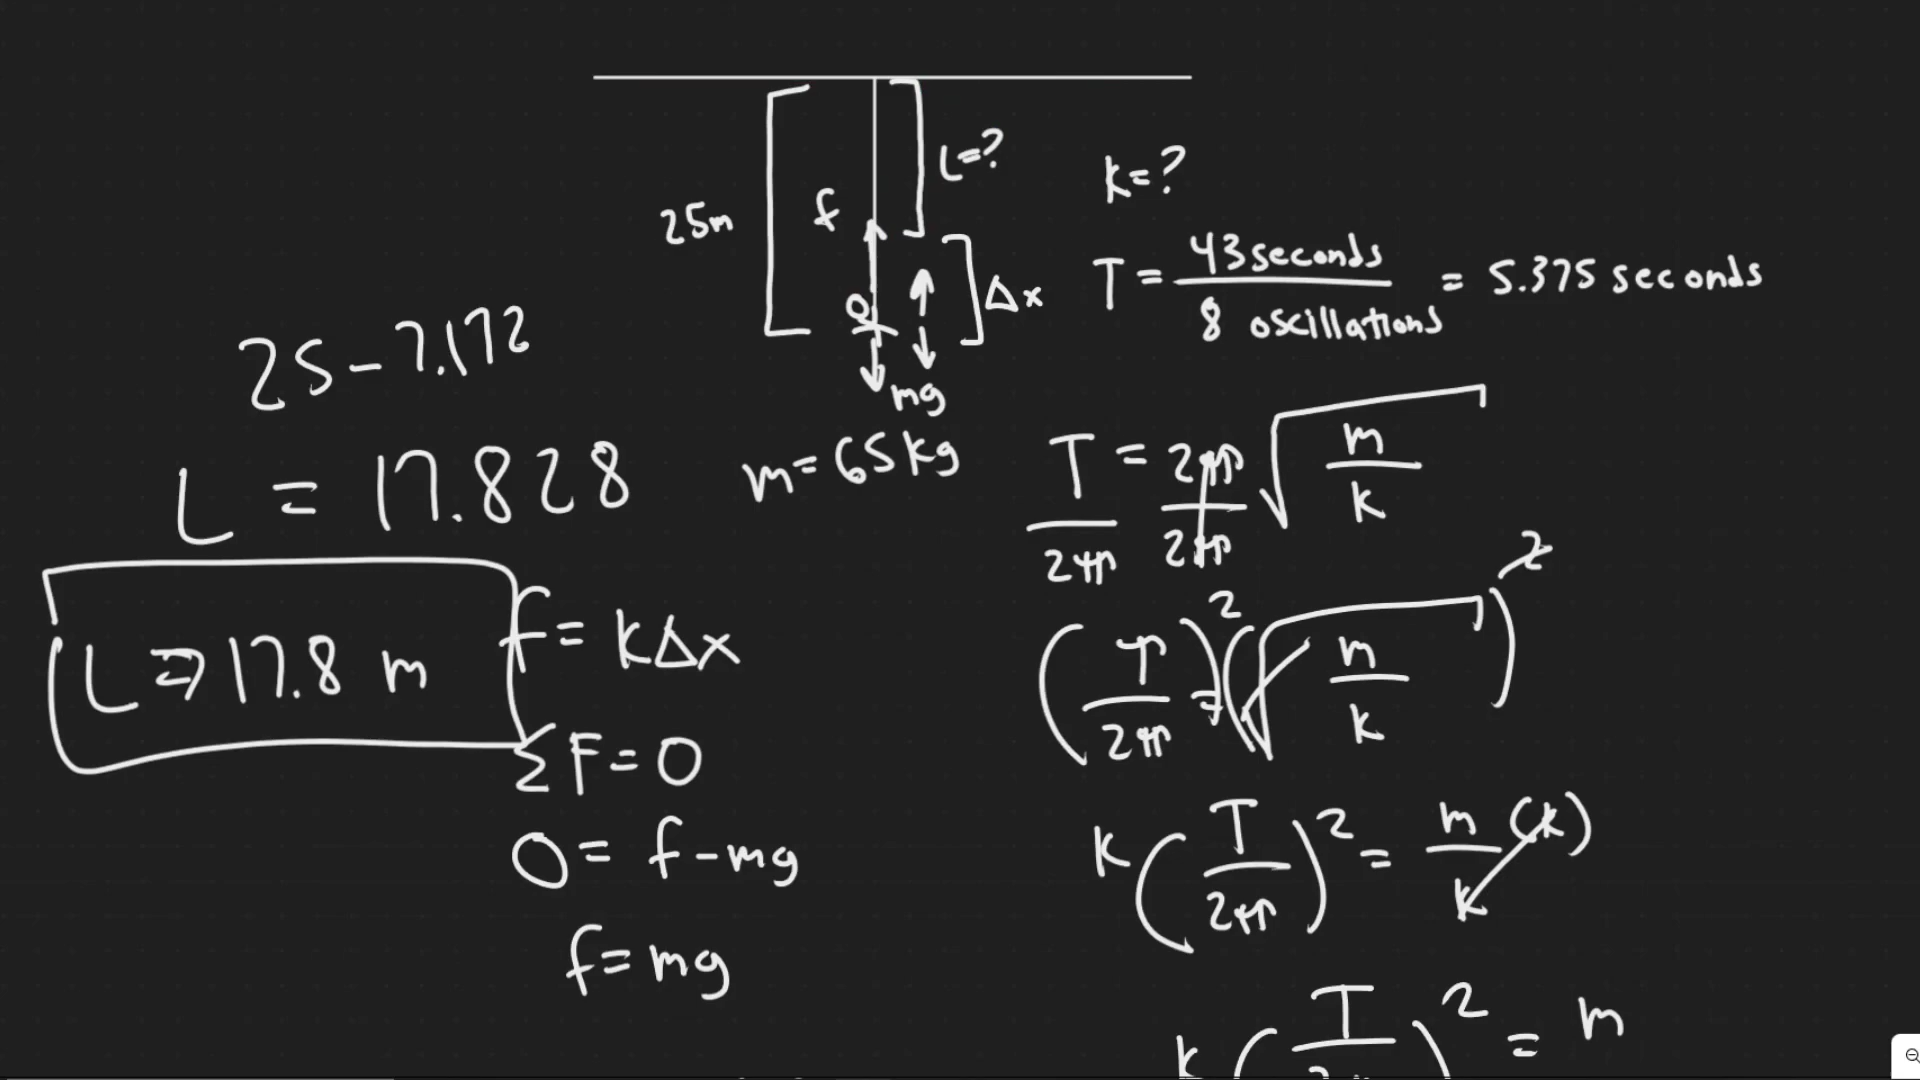 L=?
k=?
25m
f
T = 43 seconds / 8 oscillations = 5.375 seconds
Δx
mg
25-7.172
L = 17.828
m=65kg
T / 2π = 2π / 2π √(m / k)
L => 17.8 m
f = kΔx
(T / 2π)² = (√(m / k))²
ΣF=0
k(T / 2π)² = m / k (k)
0= f-mg
f=mg
k(T / 2π)² = m